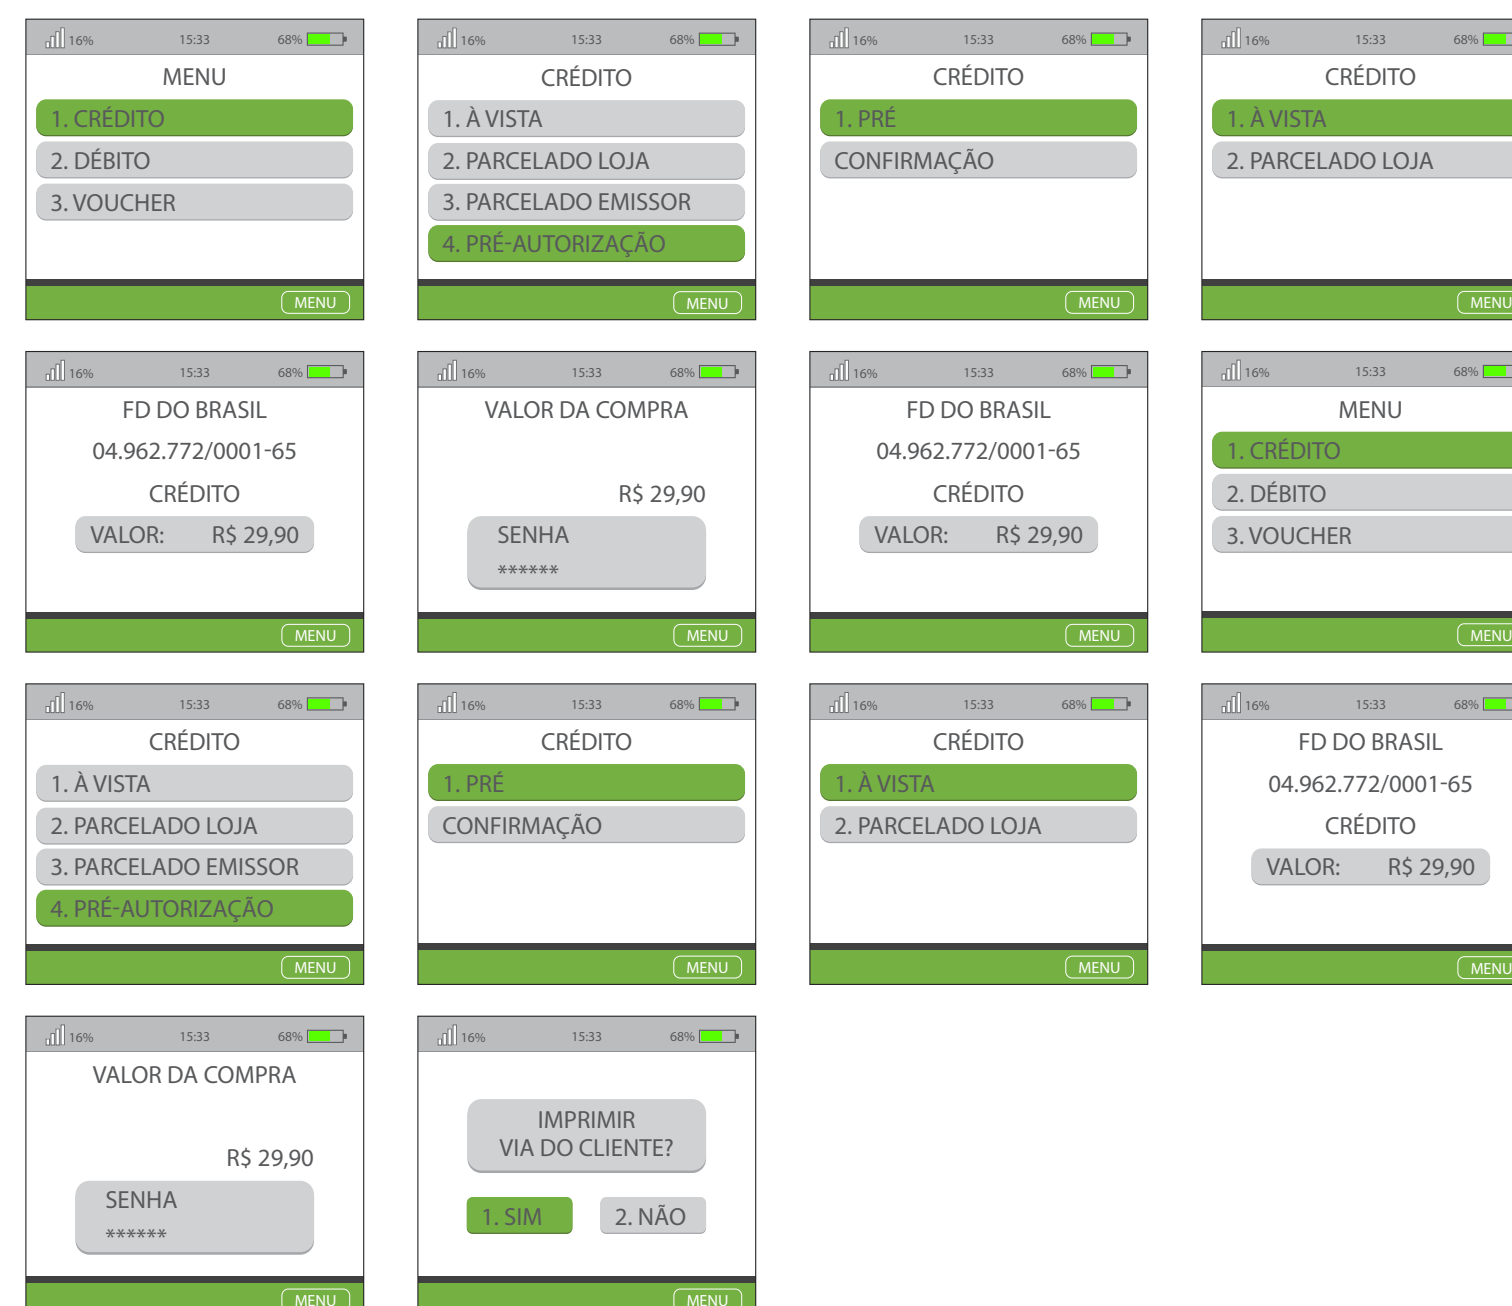 16% 15:33 68%
MENU
1. CRÉDITO
2. DÉBITO
3. VOUCHER
MENU
16% 15:33 68%
CRÉDITO
1. À VISTA
2. PARCELADO LOJA
3. PARCELADO EMISSOR
4. PRÉ-AUTORIZAÇÃO
MENU
16% 15:33 68%
CRÉDITO
1. PRÉ
CONFIRMAÇÃO
MENU
16% 15:33 68%
CRÉDITO
1. À VISTA
2. PARCELADO LOJA
MENU
16% 15:33 68%
FD DO BRASIL
04.962.772/0001-65
CRÉDITO
VALOR: R$ 29,90
MENU
16% 15:33 68%
VALOR DA COMPRA
R$ 29,90
SENHA
******
MENU
16% 15:33 68%
FD DO BRASIL
04.962.772/0001-65
CRÉDITO
VALOR: R$ 29,90
MENU
16% 15:33 68%
MENU
1. CRÉDITO
2. DÉBITO
3. VOUCHER
MENU
16% 15:33 68%
CRÉDITO
1. À VISTA
2. PARCELADO LOJA
3. PARCELADO EMISSOR
4. PRÉ-AUTORIZAÇÃO
MENU
16% 15:33 68%
CRÉDITO
1. PRÉ
CONFIRMAÇÃO
MENU
16% 15:33 68%
CRÉDITO
1. À VISTA
2. PARCELADO LOJA
MENU
16% 15:33 68%
FD DO BRASIL
04.962.772/0001-65
CRÉDITO
VALOR: R$ 29,90
MENU
16% 15:33 68%
VALOR DA COMPRA
R$ 29,90
SENHA
******
MENU
16% 15:33 68%
IMPRIMIR
VIA DO CLIENTE?
1. SIM 2. NÃO
MENU